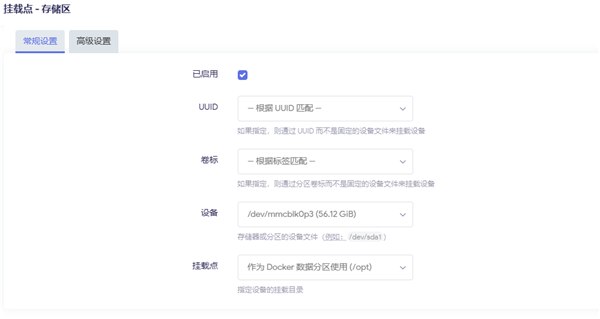 挂载点 - 存储区
常规设置 高级设置
已启用
UUID -- 根据 UUID 匹配 --
如果指定，则通过 UUID 而不是固定的设备文件来挂载设备
卷标 -- 根据标签匹配 --
如果指定，则通过分区卷标而不是固定的设备文件来挂载设备
设备 /dev/mmcblk0p3 (56.12 GiB)
存储器或分区的设备文件（例如： /dev/sda1）
挂载点 作为 Docker 数据分区使用 (/opt)
指定设备的挂载目录